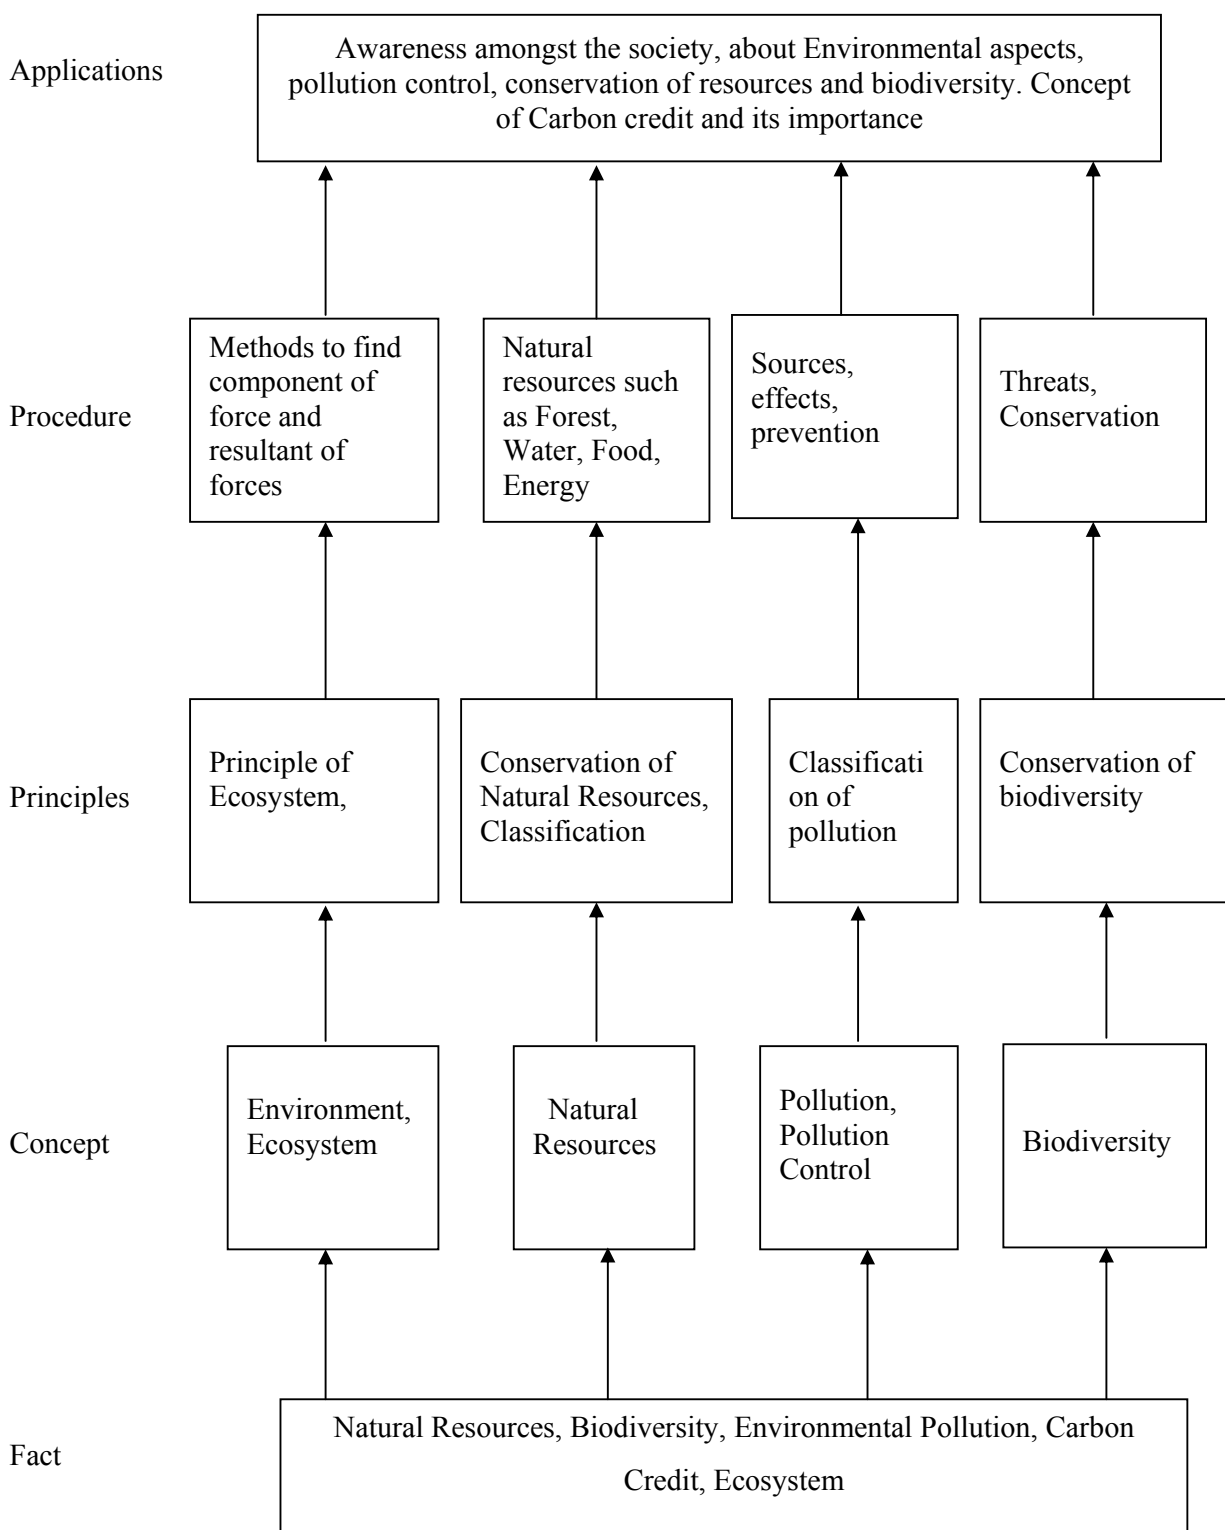 Applications
Awareness amongst the society, about Environmental aspects,
pollution control, conservation of resources and biodiversity. Concept
of Carbon credit and its importance
Procedure
Methods to find
component of
force and
resultant of
forces
Natural
resources such
as Forest,
Water, Food,
Energy
Sources,
effects,
prevention
Threats,
Conservation
Principles
Principle of
Ecosystem,
Conservation of
Natural Resources,
Classification
Classificati
on of
pollution
Conservation of
biodiversity
Concept
Environment,
Ecosystem
Natural
Resources
Pollution,
Pollution
Control
Biodiversity
Fact
Natural Resources, Biodiversity, Environmental Pollution, Carbon
Credit, Ecosystem